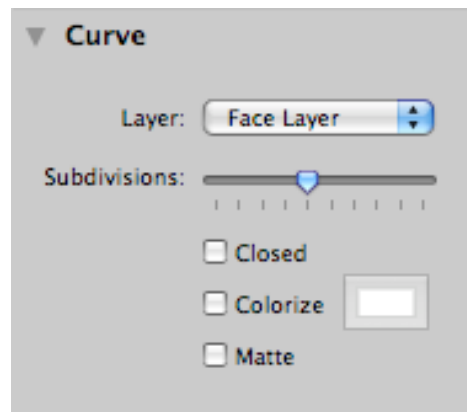 Curve
Layer: Face Layer
Subdivisions:
Closed
Colorize
Matte